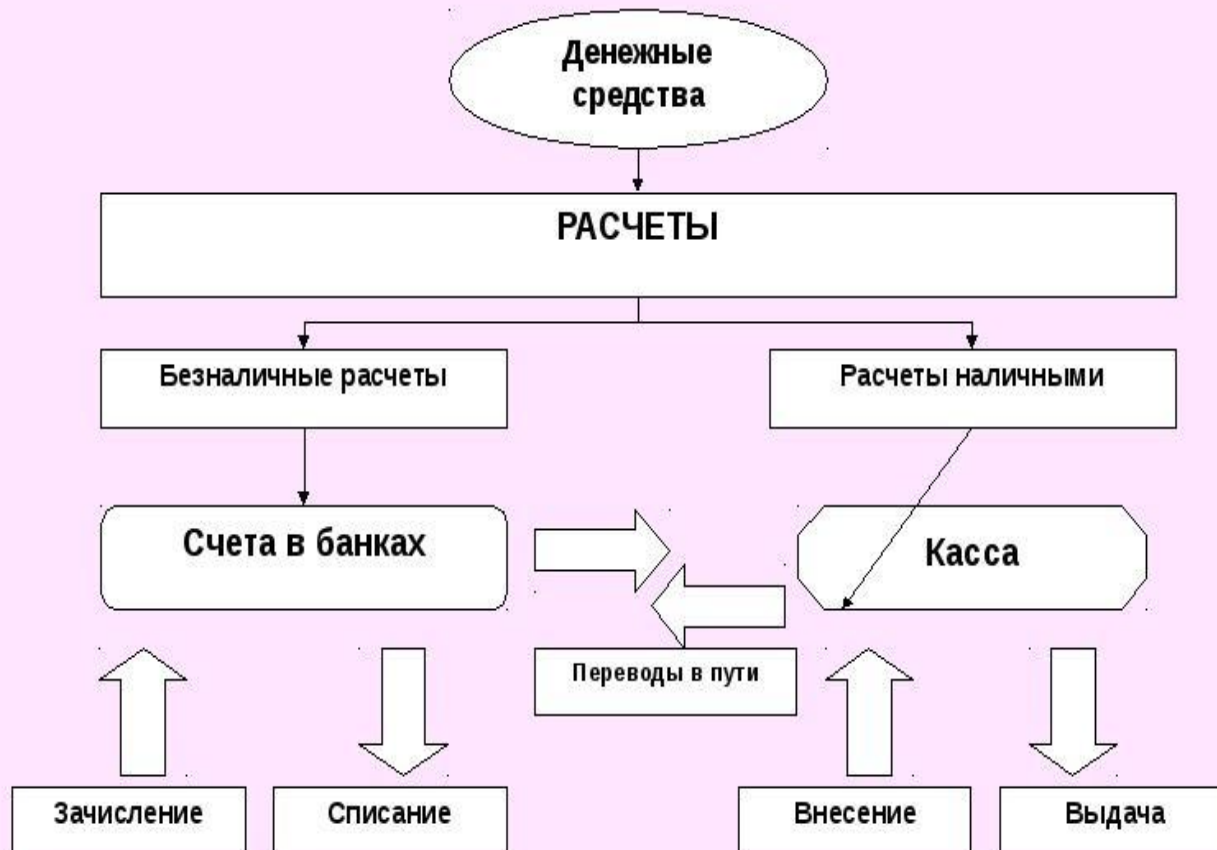 Денежные
средства
РАСЧЕТЫ
Безналичные расчеты
Расчеты наличными
Счета в банках
Касса
Переводы в пути
Зачисление
Списание
Внесение
Выдача